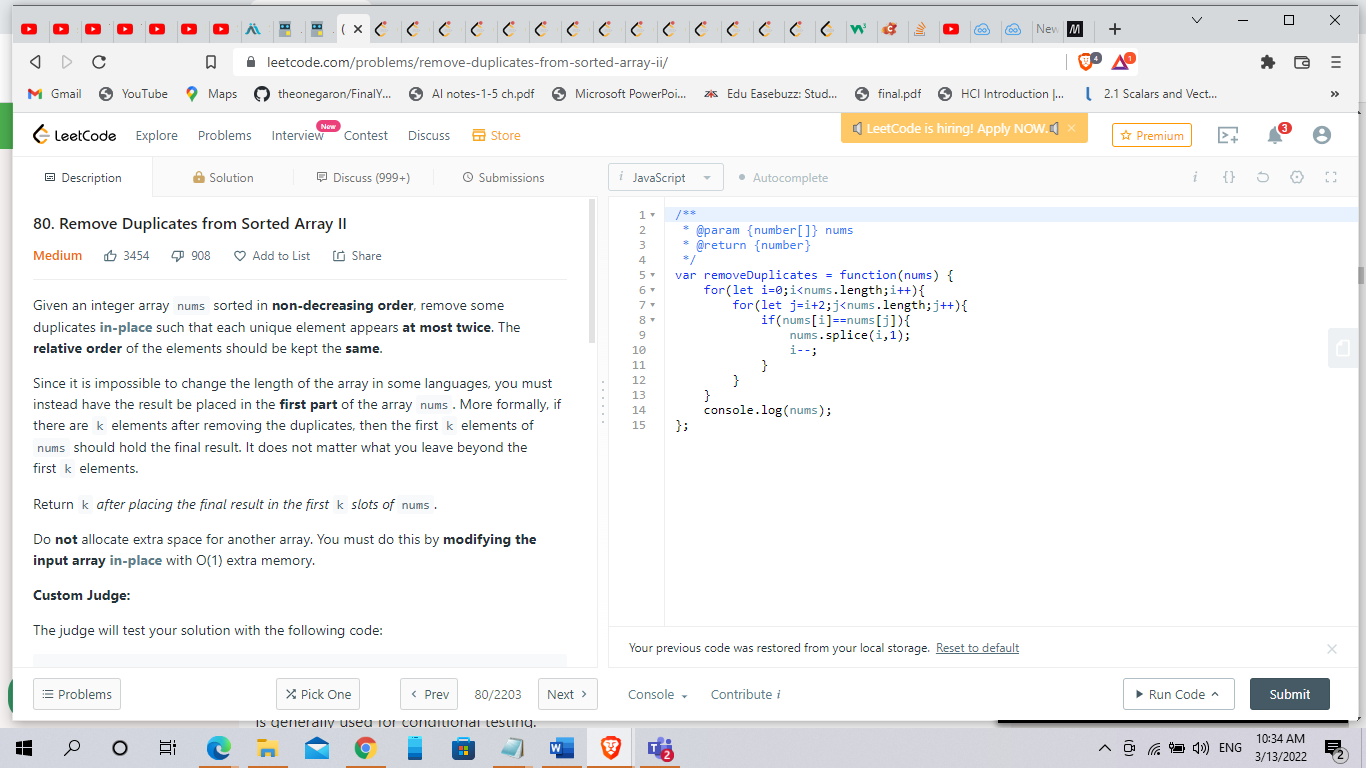 New
leetcode.com/problems/remove-duplicates-from-sorted-array-ii/
4
1
Gmail
YouTube
Maps
theonegaron/FinalY...
AI notes-1-5 ch.pdf
Microsoft PowerPoi...
Edu Easebuzz: Stud...
final.pdf
HCI Introduction |...
2.1 Scalars and Vect...
»
LeetCode
Explore
Problems
Interview
New
Contest
Discuss
Store
LeetCode is hiring! Apply NOW.
Premium
3
Description
Solution
Discuss (999+)
Submissions
i JavaScript
Autocomplete
i {}
80. Remove Duplicates from Sorted Array II
Medium 3454 908 Add to List Share
Given an integer array nums sorted in non-decreasing order, remove some
duplicates in-place such that each unique element appears at most twice. The
relative order of the elements should be kept the same.
Since it is impossible to change the length of the array in some languages, you must
instead have the result be placed in the first part of the array nums. More formally, if
there are k elements after removing the duplicates, then the first k elements of
nums should hold the final result. It does not matter what you leave beyond the
first k elements.
Return k after placing the final result in the first k slots of nums.
Do not allocate extra space for another array. You must do this by modifying the
input array in-place with O(1) extra memory.
Custom Judge:
The judge will test your solution with the following code:
1 /**
2 * @param {number[]} nums
3 * @return {number}
4 */
5 var removeDuplicates = function(nums) {
6 for(let i=0;i<nums.length;i++){
7 for(let j=i+2;j<nums.length;j++){
8 if(nums[i]==nums[j]){
9 nums.splice(i,1);
10 i--;
11 }
12 }
13 }
14 console.log(nums);
15 };
Your previous code was restored from your local storage. Reset to default
Problems
Pick One
Prev
80/2203
Next
Console
Contribute i
Run Code
Submit
is generally used for conditional testing.
2
ENG
10:34 AM
3/13/2022
2